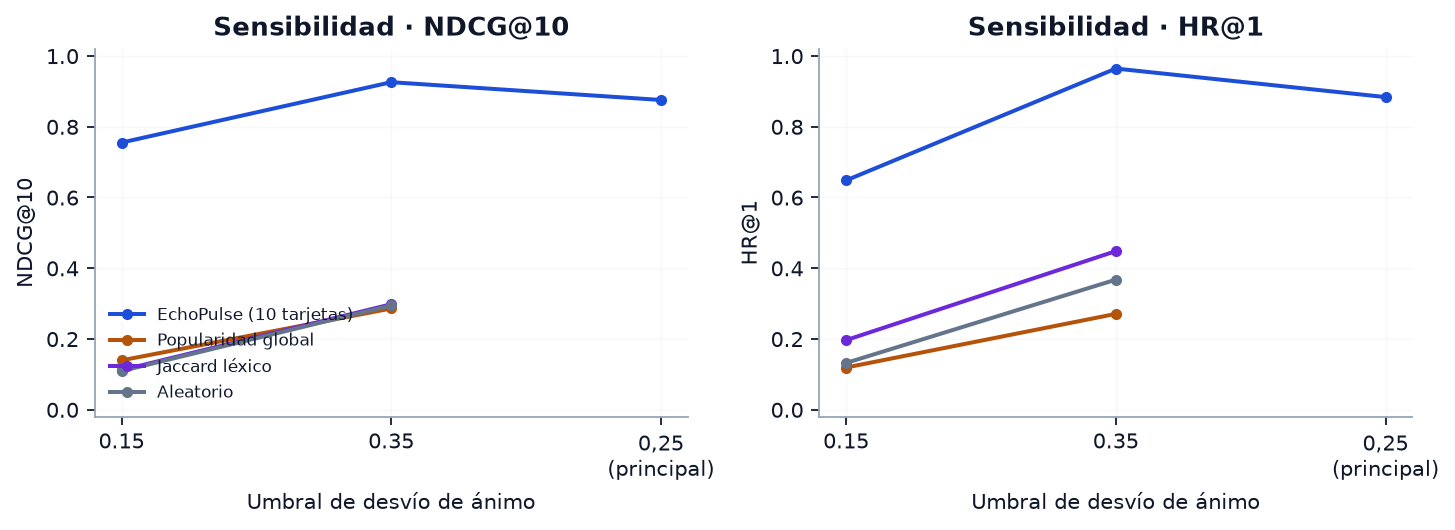 Sensibilidad · NDCG@10
NDCG@10
1.0
0.8
0.6
0.4
0.2
0.0
EchoPulse (10 tarjetas)
Popularidad global
Jaccard léxico
Aleatorio
0.15
0.35
0,25
(principal)
Umbral de desvío de ánimo
Sensibilidad · HR@1
HR@1
1.0
0.8
0.6
0.4
0.2
0.0
0.15
0.35
0,25
(principal)
Umbral de desvío de ánimo